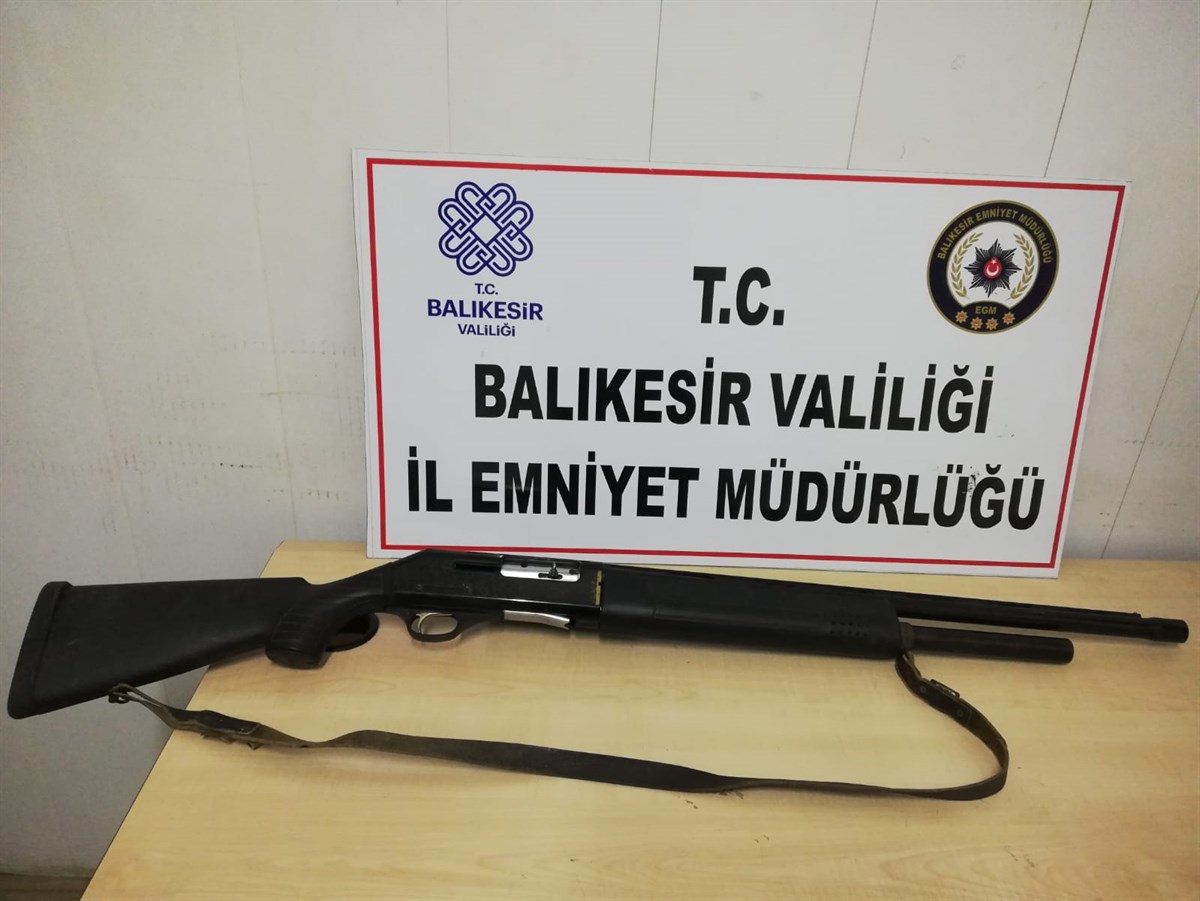 T.C.
BALIKESİR
VALİLİĞİ
BALIKESİR EMNİYET MÜDÜRLÜĞÜ
EGM
T.C.
BALIKESİR VALİLİĞİ
İL EMNİYET MÜDÜRLÜĞÜ